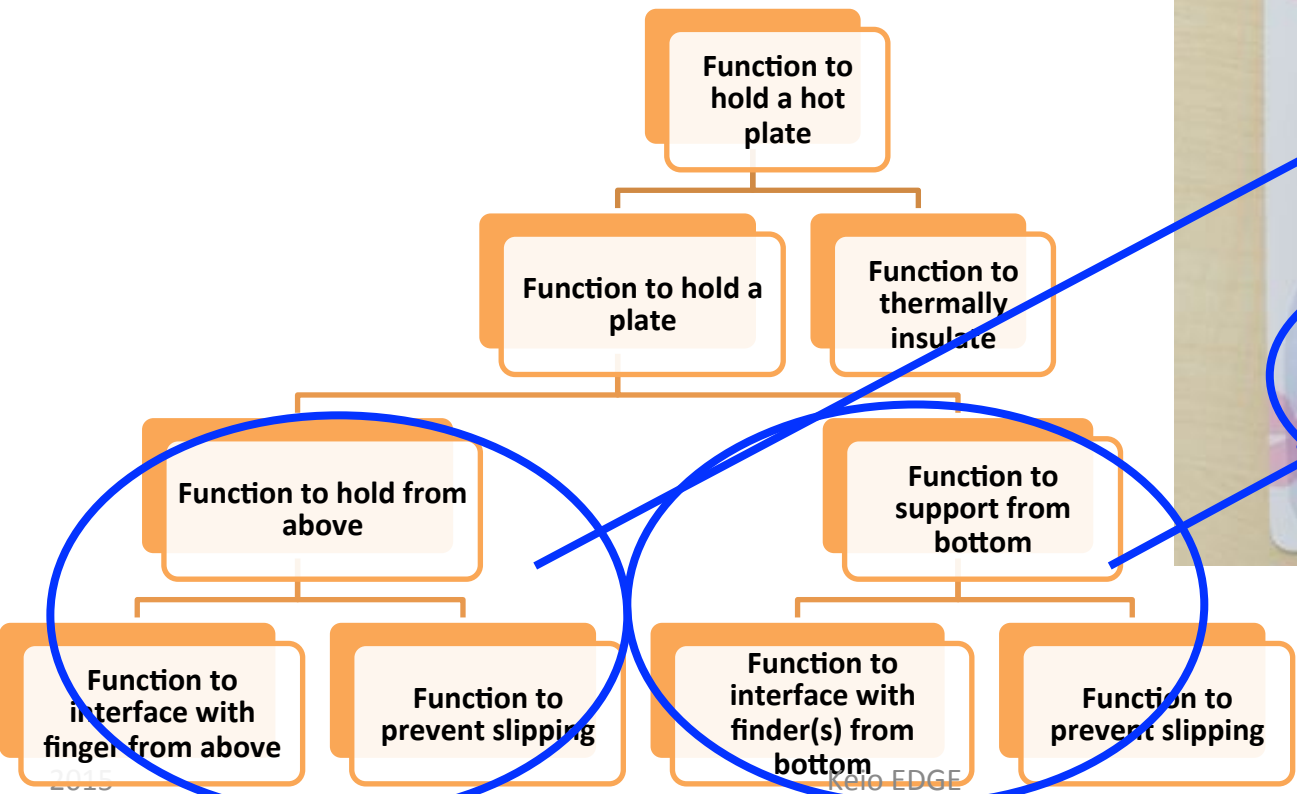 Function to
hold a hot
plate
Function to hold a
plate
Function to
thermally
insulate
Function to hold from
above
Function to
support from
bottom
Function to
interface with
finger from above
Function to
prevent slipping
Function to
interface with
finder(s) from
bottom
Function to
prevent slipping
2015
Keio EDGE